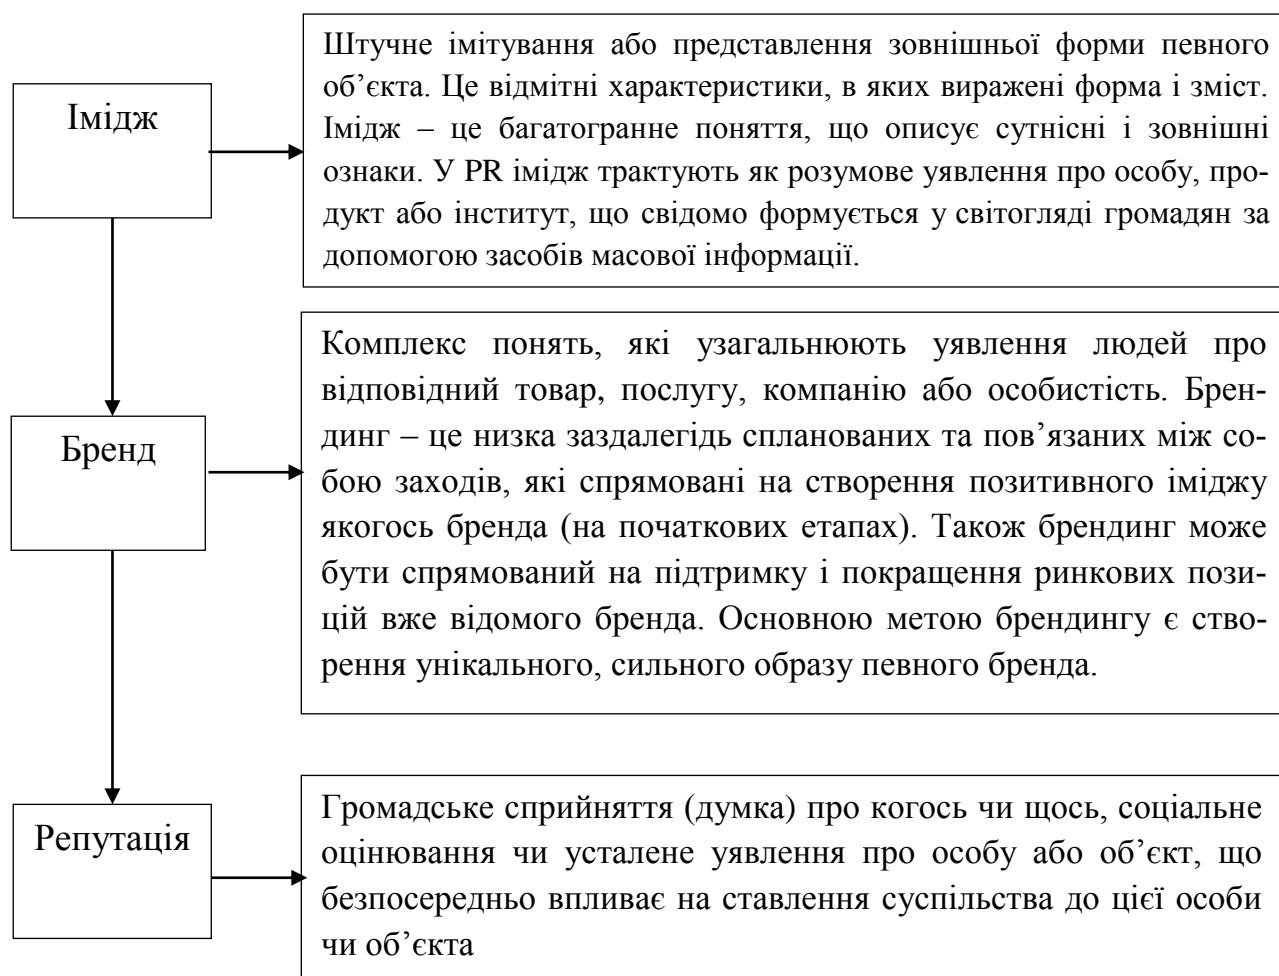 Імідж
Штучне імітування або представлення зовнішньої форми певного
об’єкта. Це відмітні характеристики, в яких виражені форма і зміст.
Імідж – це багатогранне поняття, що описує сутнісні і зовнішні
ознаки. У PR імідж трактують як розумове уявлення про особу, про-
дукт або інститут, що свідомо формується у світогляді громадян за
допомогою засобів масової інформації.
Бренд
Комплекс понять, які узагальнюють уявлення людей про
відповідний товар, послугу, компанію або особистість. Брен-
динг – це низка заздалегідь спланованих та пов’язаних між со-
бою заходів, які спрямовані на створення позитивного іміджу
якогось бренда (на початкових етапах). Також брендинг може
бути спрямований на підтримку і покращення ринкових пози-
цій вже відомого бренда. Основною метою брендингу є ство-
рення унікального, сильного образу певного бренда.
Репутація
Громадське сприйняття (думка) про когось чи щось, соціальне
оцінювання чи усталене уявлення про особу або об’єкт, що
безпосередньо впливає на ставлення суспільства до цієї особи
чи об’єкта